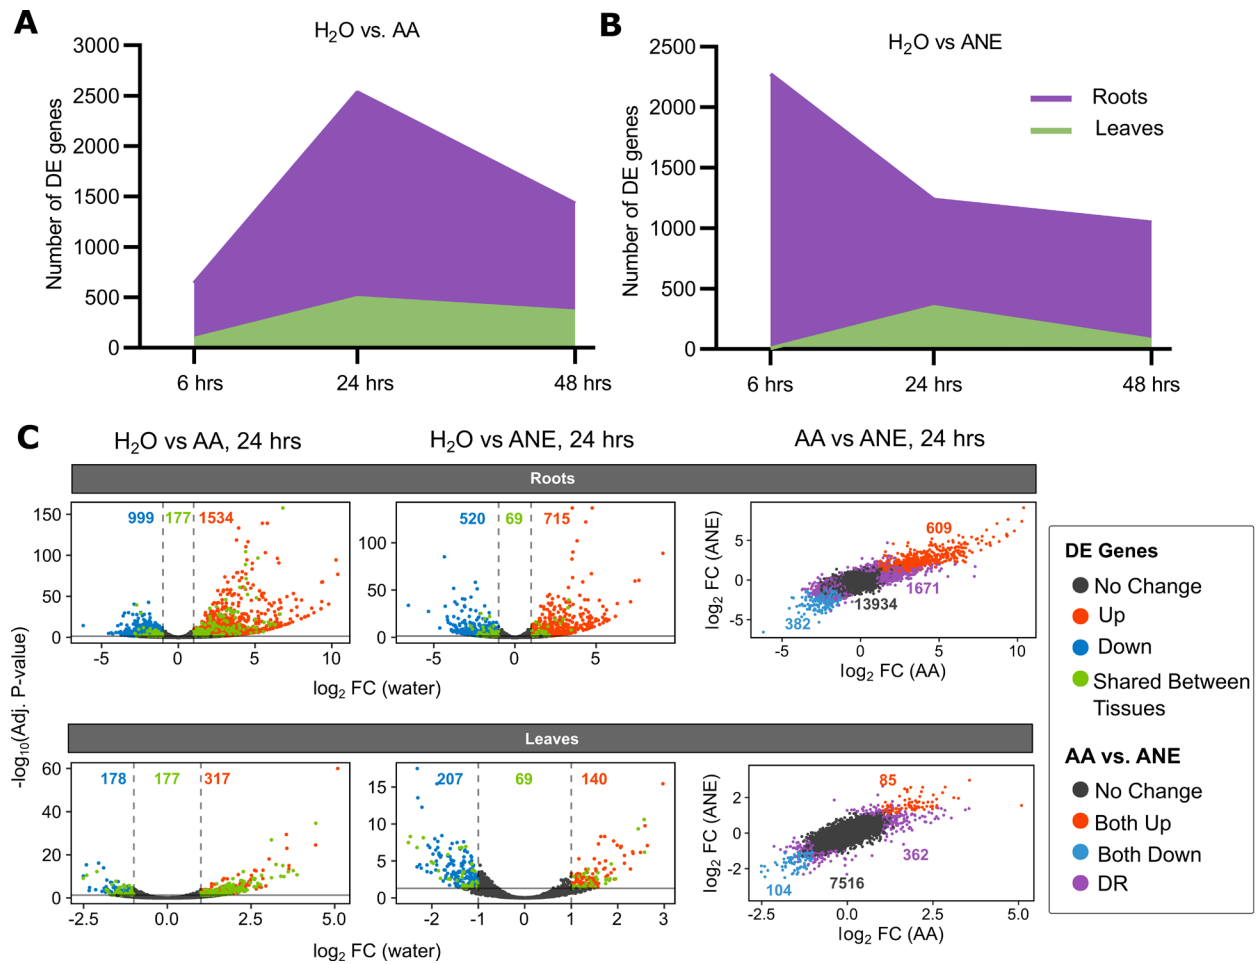 A
H2O vs. AA
3000
2500
2000
1500
1000
500
0
Number of DE genes
6 hrs
24 hrs
48 hrs
B
H2O vs ANE
2500
2000
1500
1000
500
0
Number of DE genes
Roots
Leaves
6 hrs
24 hrs
48 hrs
C
H2O vs AA, 24 hrs
H2O vs ANE, 24 hrs
AA vs ANE, 24 hrs
Roots
-log10(Adj. P-value)
150
100
50
0
999 177 1534
-5 0 5 10
log2 FC (water)
100
50
0
520 69 715
-5 0 5
log2 FC (water)
log2 FC (ANE)
5
0
-5
609
1671
13934
382
-5 0 5 10
log2 FC (AA)
Leaves
60
40
20
0
178 177 317
-2.5 0.0 2.5 5.0
log2 FC (water)
15
10
5
0
207 69 140
-2 -1 0 1 2 3
log2 FC (water)
log2 FC (ANE)
2
0
-2
85
362
7516
104
-2.5 0.0 2.5 5.0
log2 FC (AA)
DE Genes
No Change
Up
Down
Shared Between
Tissues
AA vs. ANE
No Change
Both Up
Both Down
DR